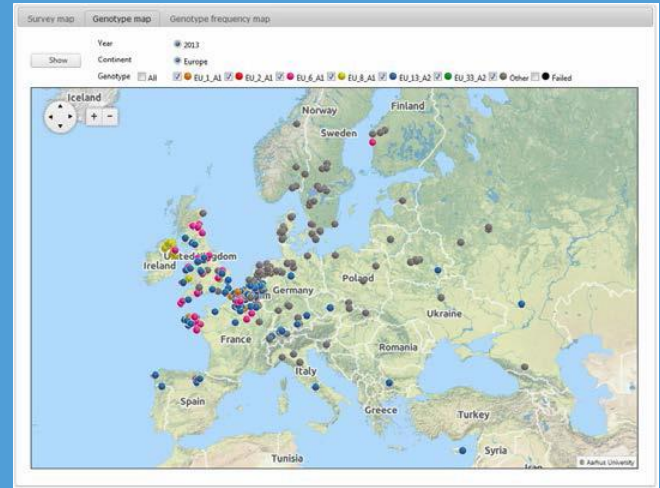 Survey map Genotype map Genotype frequency map
Year 2013
Show Continent Europe
Genotype All EU_1_A1 EU_2_A1 EU_6_A1 EU_8_A1 EU_13_A2 EU_33_A2 Other Failed
Iceland
Norway
Finland
Sweden
+ −
United Kingdom
Ireland
Poland
Germany
Ukraine
France
Romania
Italy
Spain
Greece
Turkey
Syria
Tunisia
Iran
© Aarhus University